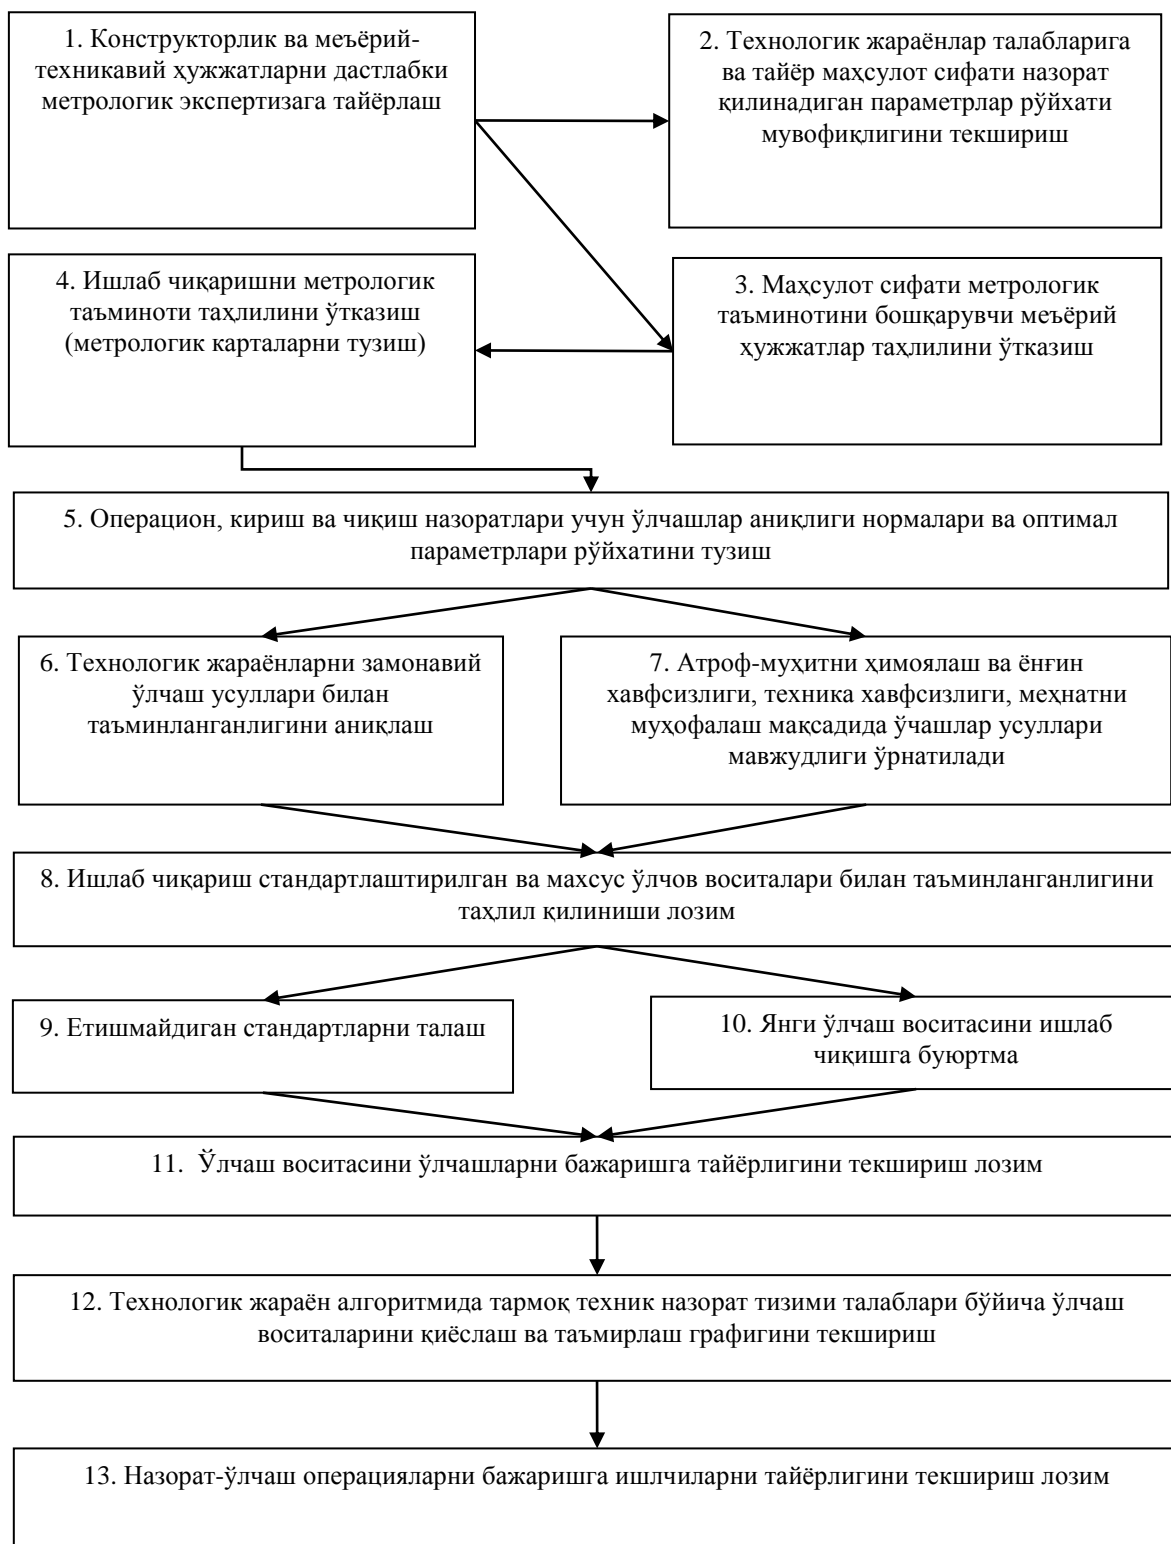 1. Конструкторлик ва меъёрий-
техникавий ҳужжатларни дастлабки
метрологик экспертизага тайёрлаш
2. Технологик жараёнлар талабларига
ва тайёр маҳсулот сифати назорат
қилинадиган параметрлар рўйхати
мувофиқлигини текшириш
4. Ишлаб чиқаришни метрологик
таъминоти таҳлилини ўтказиш
(метрологик карталарни тузиш)
3. Маҳсулот сифати метрологик
таъминотини бошқарувчи меъёрий
ҳужжатлар таҳлилини ўтказиш
5. Операцион, кириш ва чиқиш назоратлари учун ўлчашлар аниқлиги нормалари ва оптимал
параметрлари рўйхатини тузиш
6. Технологик жараёнларни замонавий
ўлчаш усуллари билан
таъминланганлигини аниқлаш
7. Атроф-муҳитни ҳимоялаш ва ёнғин
хавфсизлиги, техника хавфсизлиги, меҳнатни
муҳофалаш мақсадида ўчашлар усуллари
мавжудлиги ўрнатилади
8. Ишлаб чиқариш стандартлаштирилган ва махсус ўлчов воситалари билан таъминланганлигини
таҳлил қилиниши лозим
9. Етишмайдиган стандартларни талаш
10. Янги ўлчаш воситасини ишлаб
чиқишга буюртма
11. Ўлчаш воситасини ўлчашларни бажаришга тайёрлигини текшириш лозим
12. Технологик жараён алгоритмида тармоқ техник назорат тизими талаблари бўйича ўлчаш
воситаларини қиёслаш ва таъмирлаш графигини текшириш
13. Назорат-ўлчаш операцияларни бажаришга ишлчиларни тайёрлигини текшириш лозим